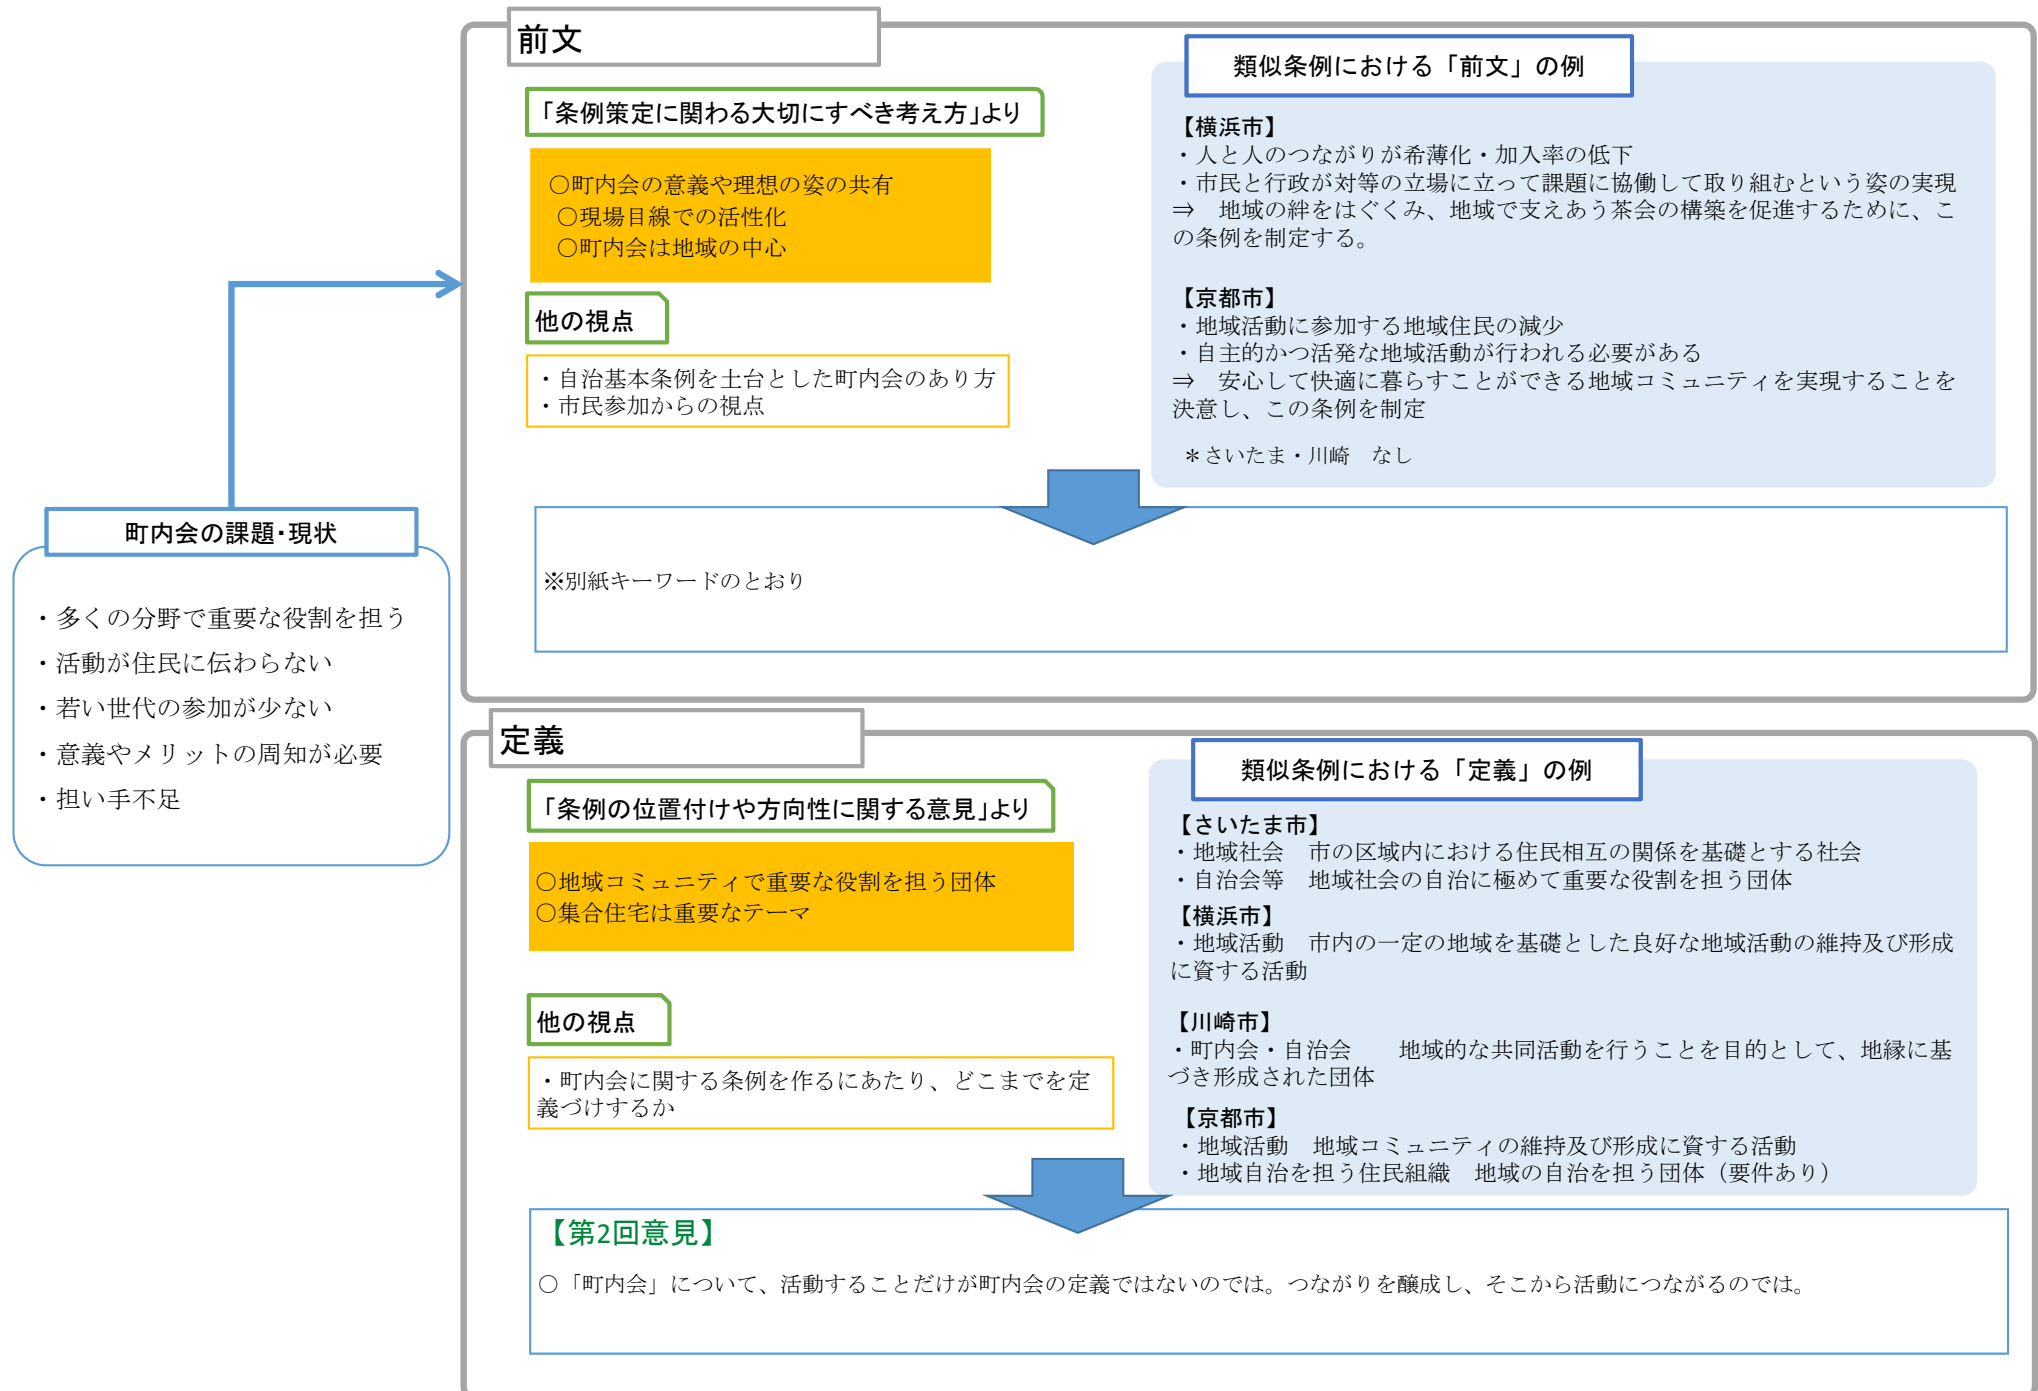 前文
「条例策定に関わる大切にすべき考え方」より
○町内会の意義や理想の姿の共有
○現場目線での活性化
○町内会は地域の中心
他の視点
・自治基本条例を土台とした町内会のあり方
・市民参加からの視点
類似条例における「前文」の例
【横浜市】
・人と人のつながりが希薄化・加入率の低下
・市民と行政が対等の立場に立って課題に協働して取り組むという姿の実現
⇒　地域の絆をはぐくみ、地域で支えあう茶会の構築を促進するために、こ
の条例を制定する。
【京都市】
・地域活動に参加する地域住民の減少
・自主的かつ活発な地域活動が行われる必要がある
⇒　安心して快適に暮らすことができる地域コミュニティを実現することを
決意し、この条例を制定
＊さいたま・川崎　なし
※別紙キーワードのとおり
町内会の課題・現状
・多くの分野で重要な役割を担う
・活動が住民に伝わらない
・若い世代の参加が少ない
・意義やメリットの周知が必要
・担い手不足
定義
「条例の位置付けや方向性に関する意見」より
○地域コミュニティで重要な役割を担う団体
○集合住宅は重要なテーマ
他の視点
・町内会に関する条例を作るにあたり、どこまでを定
義づけするか
類似条例における「定義」の例
【さいたま市】
・地域社会　市の区域内における住民相互の関係を基礎とする社会
・自治会等　地域社会の自治に極めて重要な役割を担う団体
【横浜市】
・地域活動　市内の一定の地域を基礎とした良好な地域活動の維持及び形成
に資する活動
【川崎市】
・町内会・自治会　　地域的な共同活動を行うことを目的として、地縁に基
づき形成された団体
【京都市】
・地域活動　地域コミュニティの維持及び形成に資する活動
・地域自治を担う住民組織　地域の自治を担う団体（要件あり）
【第2回意見】
○「町内会」について、活動することだけが町内会の定義ではないのでは。つながりを醸成し、そこから活動につながるのでは。